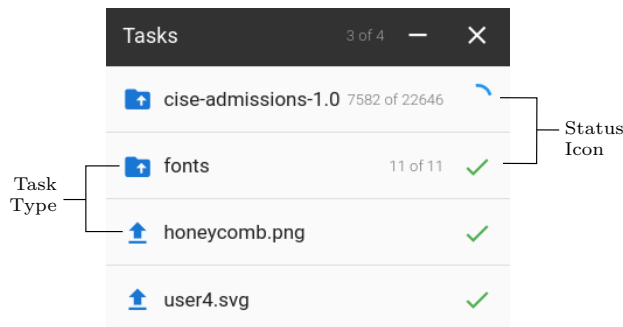 Tasks 3 of 4
cise-admissions-1.0 7582 of 22646
Status
Icon
fonts 11 of 11
Task
Type
honeycomb.png
user4.svg